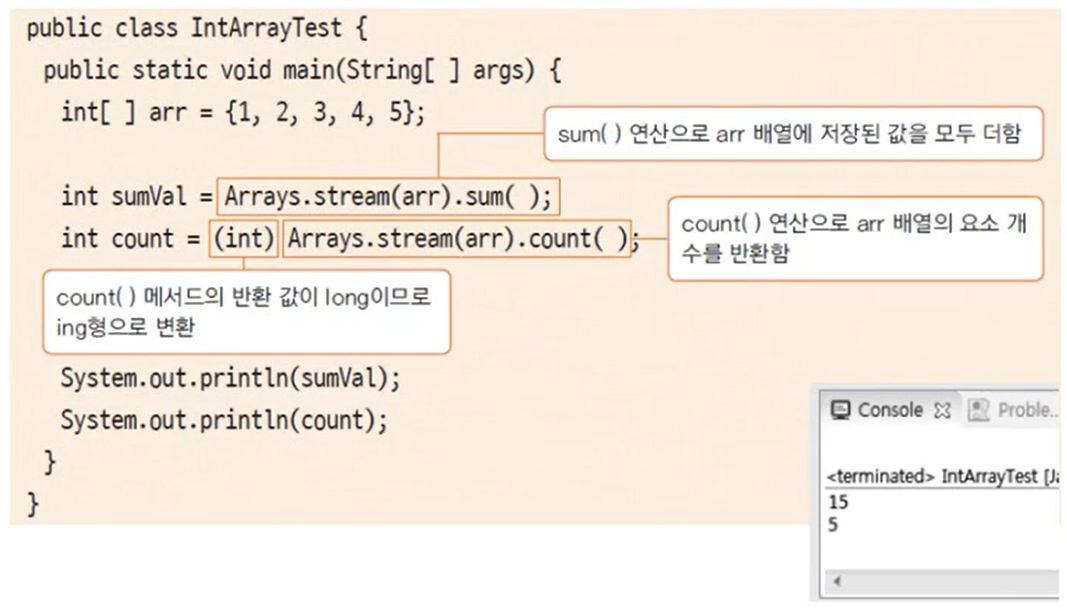 public class IntArrayTest {
public static void main(String[ ] args) {
int[ ] arr = {1, 2, 3, 4, 5};
sum( ) 연산으로 arr 배열에 저장된 값을 모두 더함
int sumVal = Arrays.stream(arr).sum( );
int count = (int) Arrays.stream(arr).count( );
count( ) 연산으로 arr 배열의 요소 개
수를 반환함
count( ) 메서드의 반환 값이 long이므로
ing형으로 변환
System.out.println(sumVal);
System.out.println(count);
}
}
Console Proble..
<terminated> IntArrayTest [Ja
15
5